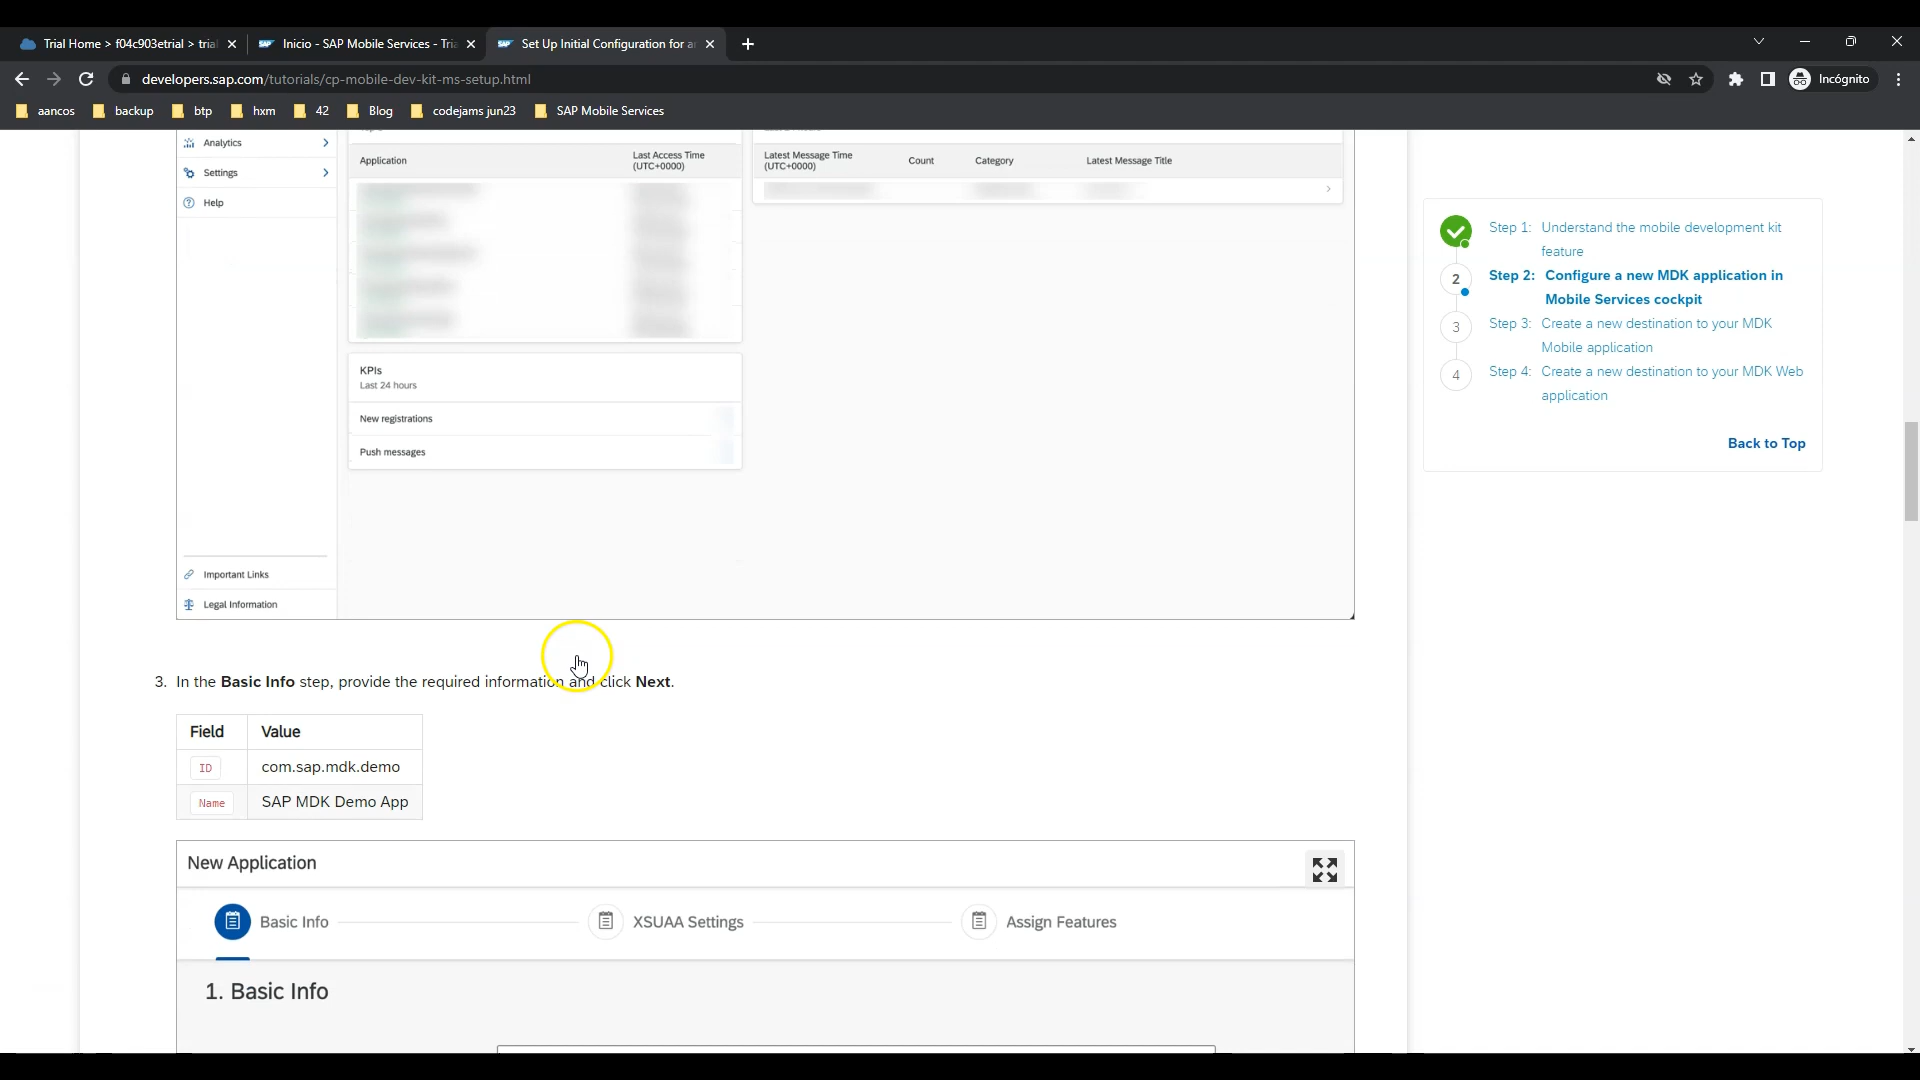 Trial Home > f04c903etrial > trial
Inicio - SAP Mobile Services - Tria
Set Up Initial Configuration for an
developers.sap.com/tutorials/cp-mobile-dev-kit-ms-setup.html
Incógnito
aancos
backup
btp
hxm
42
Blog
codejams jun23
SAP Mobile Services
Analytics
Settings
Help
Important Links
Legal Information
Application
Last Access Time
(UTC+0000)
Latest Message Time
(UTC+0000)
Count
Category
Latest Message Title
KPIs
Last 24 hours
New registrations
Push messages
Step 1: Understand the mobile development kit
feature
2
Step 2: Configure a new MDK application in
Mobile Services cockpit
3
Step 3: Create a new destination to your MDK
Mobile application
4
Step 4: Create a new destination to your MDK Web
application
Back to Top
3. In the Basic Info step, provide the required information and click Next.
Field Value
ID com.sap.mdk.demo
Name SAP MDK Demo App
New Application
Basic Info
XSUAA Settings
Assign Features
1. Basic Info